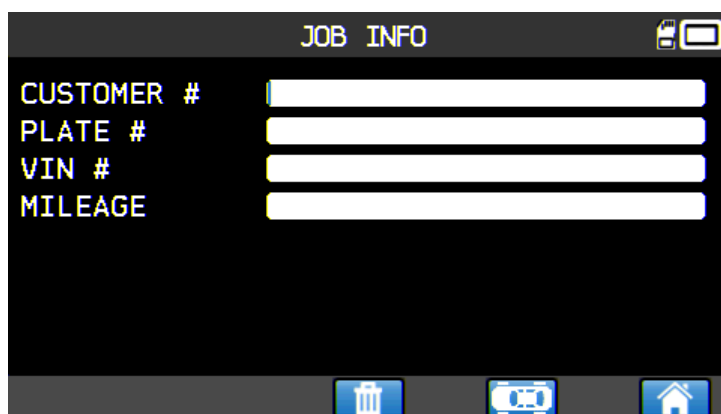 JOB INFO
CUSTOMER #
PLATE #
VIN #
MILEAGE